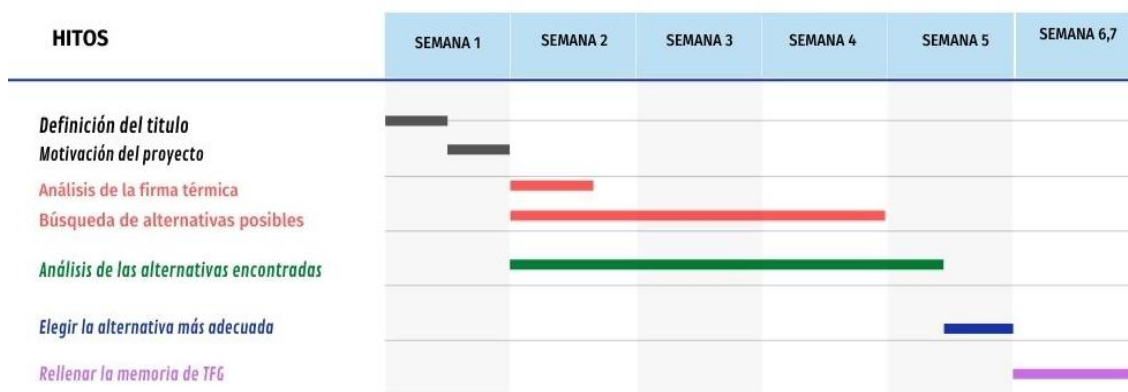 HITOS
SEMANA 1
SEMANA 2
SEMANA 3
SEMANA 4
SEMANA 5
SEMANA 6,7
Definición del titulo
Motivación del proyecto
Análisis de la firma térmica
Búsqueda de alternativas posibles
Análisis de las alternativas encontradas
Elegir la alternativa más adecuada
Rellenar la memoria de TFG